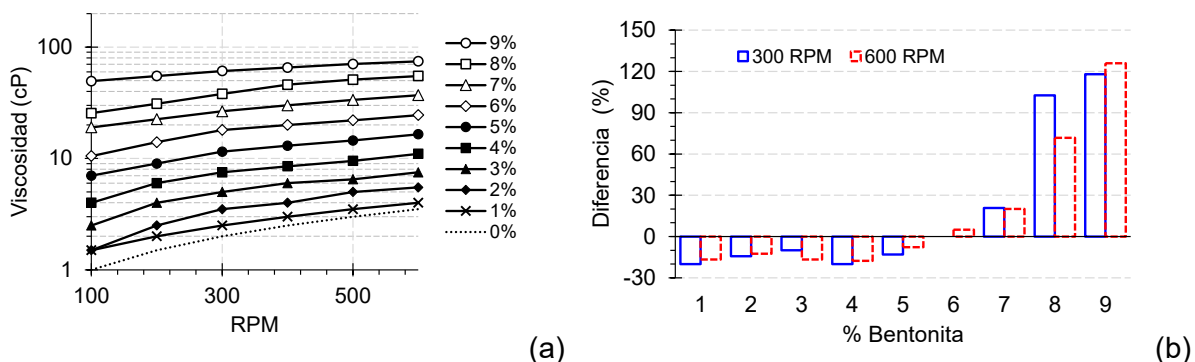 Viscosidad (cP)
100
10
1
100
300
500
RPM
9%
8%
7%
6%
5%
4%
3%
2%
1%
0%
(a)
Diferencia (%)
150
120
90
60
30
0
-30
300 RPM
600 RPM
1 2 3 4 5 6 7 8 9
% Bentonita
(b)